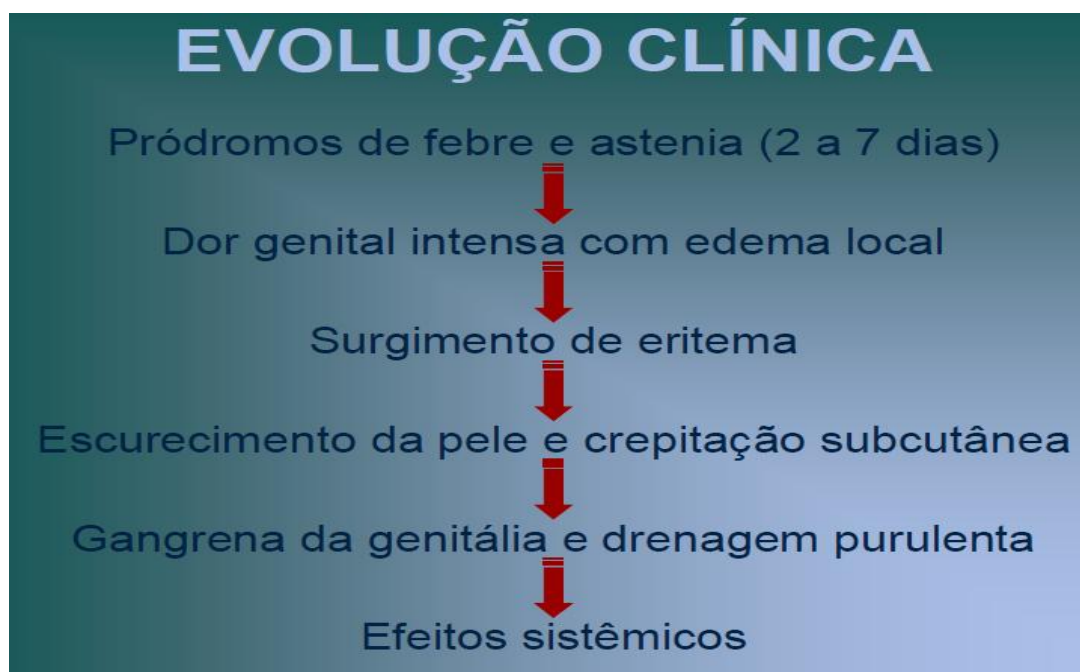 EVOLUÇÃO CLÍNICA
Pródromos de febre e astenia (2 a 7 dias)
Dor genital intensa com edema local
Surgimento de eritema
Escurecimento da pele e crepitação subcutânea
Gangrena da genitália e drenagem purulenta
Efeitos sistêmicos